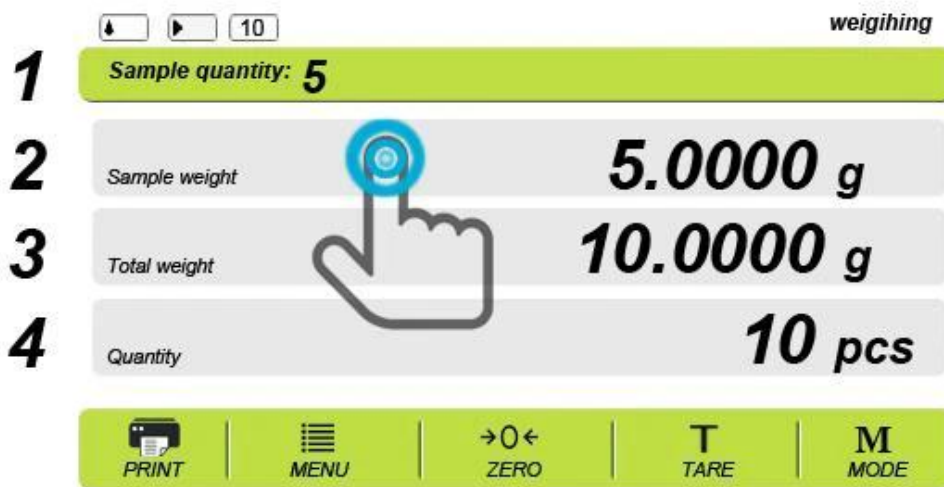 10
weigihing
1
Sample quantity: 5
2
Sample weight
5.0000 g
3
Total weight
10.0000 g
4
Quantity
10 pcs
PRINT
MENU
→0←
ZERO
T
TARE
M
MODE